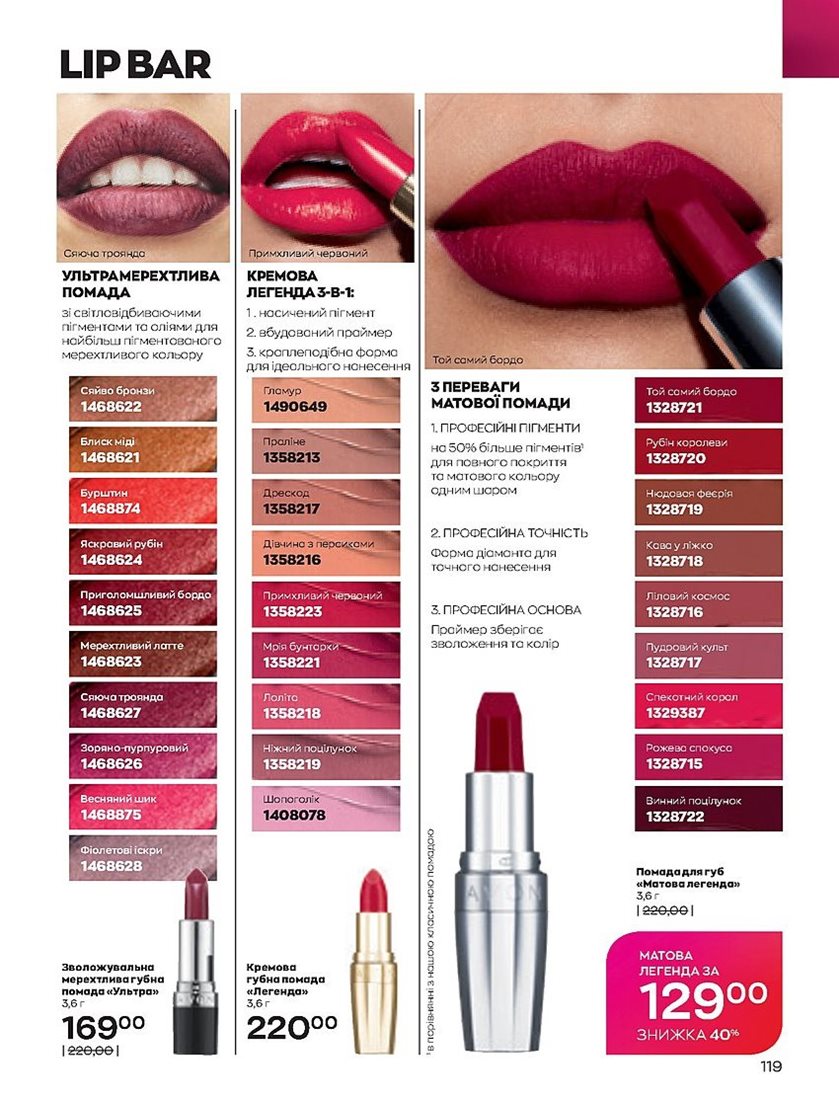 LIP BAR
Сяюча троянда
УЛЬТРАМЕРЕХТЛИВА
ПОМАДА
зі світловідбиваючими
пігментами та оліями для
найбільш пігментованого
мерехтливого кольору
Сяйво бронзи
1468622
Блиск міді
1468621
Бурштин
1468874
Яскравий рубін
1468624
Приголомшливий бордо
1468625
Мерехтливий латте
1468623
Сяюча троянда
1468627
Зоряно-пурпуровий
1468626
Весняний шик
1468875
Фіолетові іскри
1468628
Зволожувальна
мерехтлива губна
помада «Ультра»
3,6 г
169⁰⁰
|220,00|
Примхливий червоний
КРЕМОВА
ЛЕГЕНДА 3-В-1:
1. насичений пігмент
2. вбудований праймер
3. краплеподібна форма
для ідеального нанесення
Гламур
1490649
Праліне
1358213
Дрескод
1358217
Дівчина з персиками
1358216
Примхливий червоний
1358223
Мрія бунтарки
1358221
Лоліта
1358218
Ніжний поцілунок
1358219
Шопоголік
1408078
Кремова
губна помада
«Легенда»
3,6 г
220⁰⁰
Той самий бордо
3 ПЕРЕВАГИ
МАТОВОЇ ПОМАДИ
1. ПРОФЕСІЙНІ ПІГМЕНТИ
на 50% більше пігментів¹
для повного покриття
та матового кольору
одним шаром
2. ПРОФЕСІЙНА ТОЧНІСТЬ
Форма діаманта для
точного нанесення
3. ПРОФЕСІЙНА ОСНОВА
Праймер зберігає
зволоження та колір
¹ в порівнянні з нашою класичною помадою
AVON
Той самий бордо
1328721
Рубін королеви
1328720
Нюдовая феєрія
1328719
Кава у ліжко
1328718
Ліловий космос
1328716
Пудровий культ
1328717
Спекотний корал
1329387
Рожева спокуса
1328715
Винний поцілунок
1328722
Помада для губ
«Матова легенда»
3,6 г
|220,00|
МАТОВА
ЛЕГЕНДА ЗА
129⁰⁰
ЗНИЖКА 40%
119